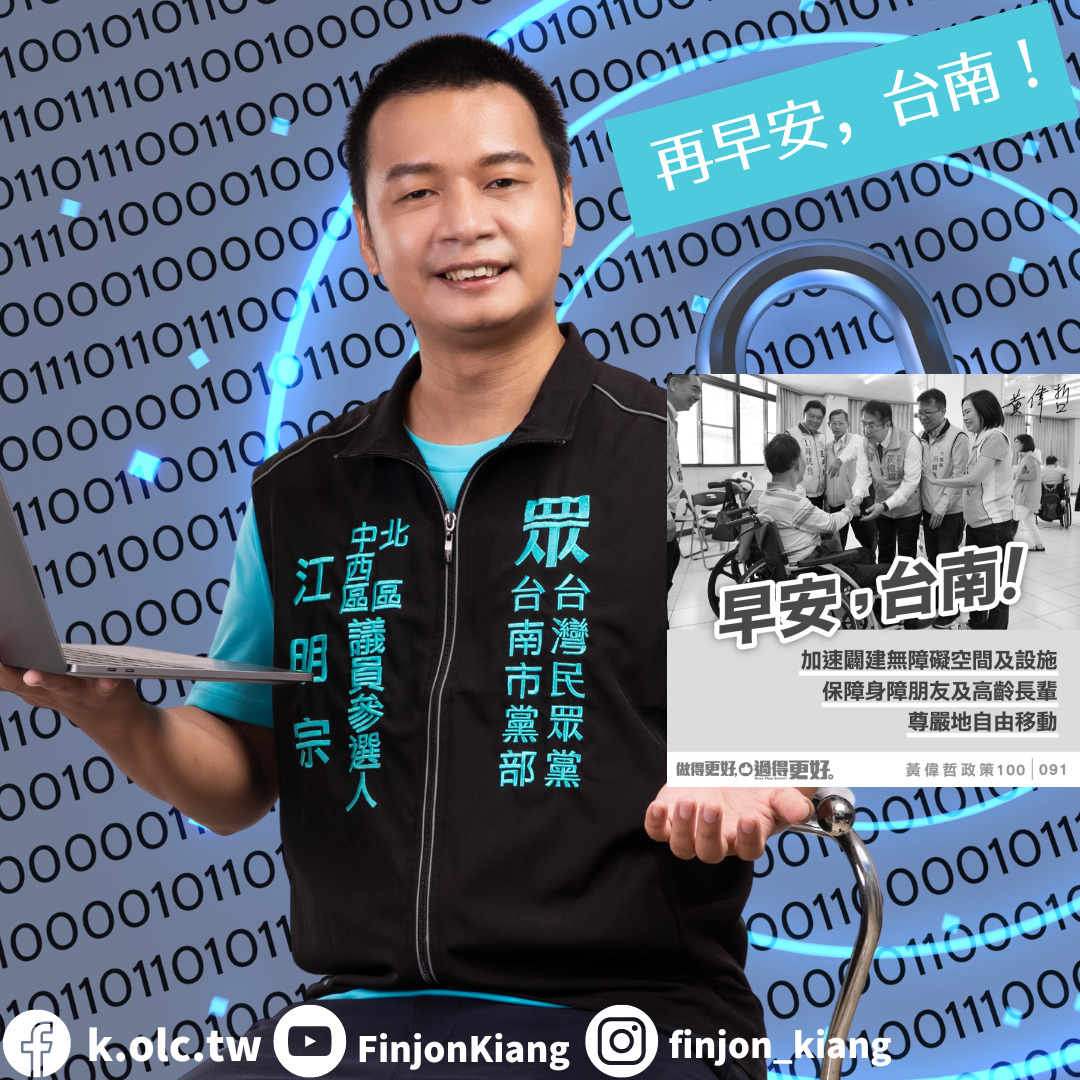 再早安，台南！
北區
中西區
議員參選人
江明宗
眾
台灣民眾黨
台南市黨部
黃偉哲
早安，台南！
加速闢建無障礙空間及設施
保障身障朋友及高齡長輩
尊嚴地自由移動
做得更好，過得更好。
黃偉哲政策100｜091
k.olc.tw
FinjonKiang
finjon_kiang